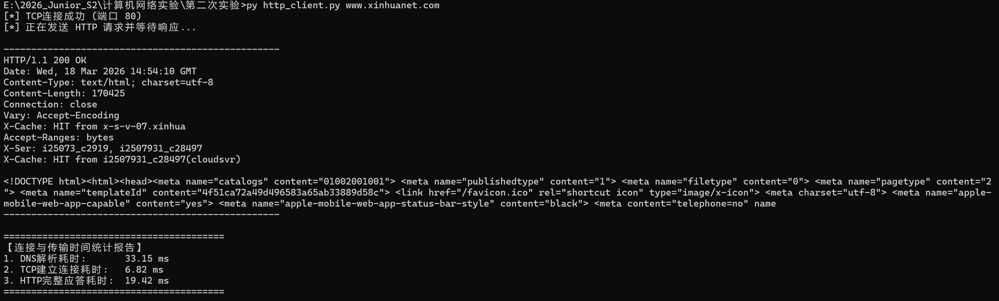 E:\2026_Junior_S2\计算机网络实验\第二次实验>py http_client.py www.xinhuanet.com
[*] TCP连接成功 (端口 80)
[*] 正在发送 HTTP 请求并等待响应...
--------------------------------------------------
HTTP/1.1 200 OK
Date: Wed, 18 Mar 2026 14:54:10 GMT
Content-Type: text/html; charset=utf-8
Content-Length: 170425
Connection: close
Vary: Accept-Encoding
X-Cache: HIT from x-s-v-07.xinhua
Accept-Ranges: bytes
X-Ser: i25073_c2919, i2507931_c28497
X-Cache: HIT from i2507931_c28497(cloudsvr)
<!DOCTYPE html><html><head><meta name="catalogs" content="01002001001"> <meta name="publishedtype" content="1"> <meta name="filetype" content="0"> <meta name="pagetype" content="2
"> <meta name="templateId" content="4f51ca72a49d496583a65ab33889d58c"> <link href="/favicon.ico" rel="shortcut icon" type="image/x-icon"> <meta charset="utf-8"> <meta name="apple-
mobile-web-app-capable" content="yes"> <meta name="apple-mobile-web-app-status-bar-style" content="black"> <meta content="telephone=no" name
--------------------------------------------------
========================================
【连接与传输时间统计报告】
1. DNS解析耗时:       33.15 ms
2. TCP建立连接耗时:   6.82 ms
3. HTTP完整应答耗时:  19.42 ms
========================================